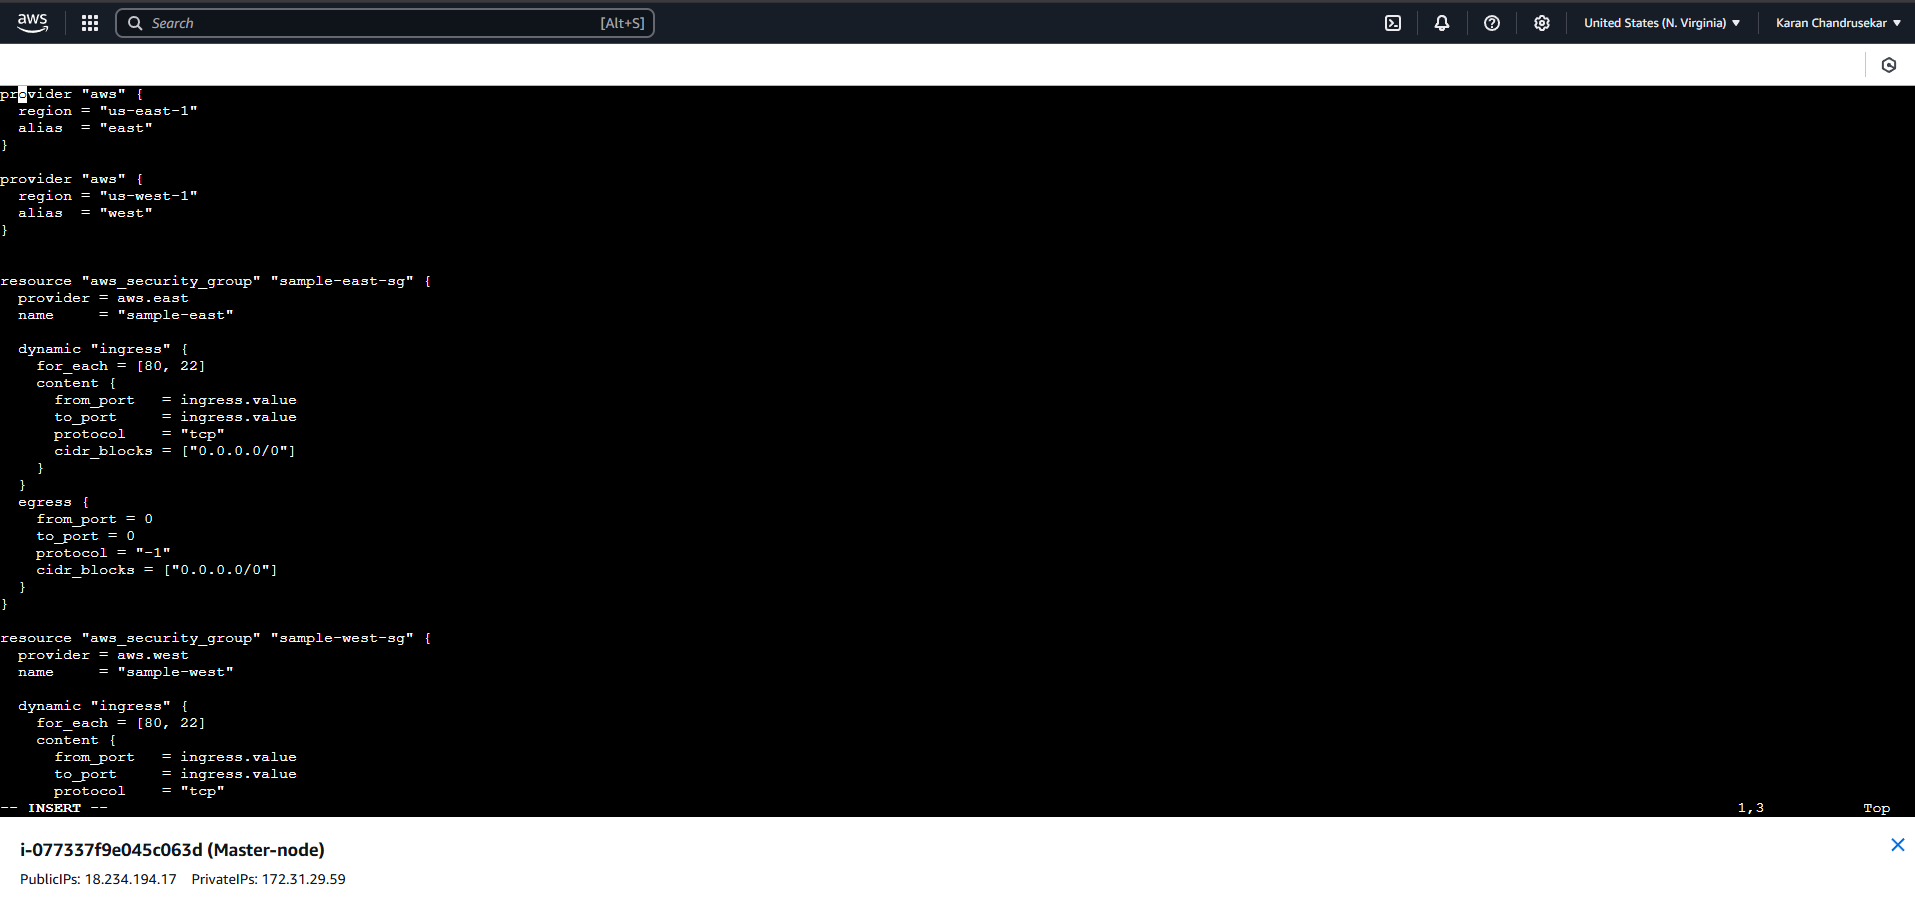 aws Search [Alt+S] United States (N. Virginia) Karan Chandrusekar
provider "aws" {
  region = "us-east-1"
  alias  = "east"
}

provider "aws" {
  region = "us-west-1"
  alias  = "west"
}


resource "aws_security_group" "sample-east-sg" {
  provider = aws.east
  name     = "sample-east"

  dynamic "ingress" {
    for_each = [80, 22]
    content {
      from_port   = ingress.value
      to_port     = ingress.value
      protocol    = "tcp"
      cidr_blocks = ["0.0.0.0/0"]
    }
  }
  egress {
    from_port = 0
    to_port = 0
    protocol = "-1"
    cidr_blocks = ["0.0.0.0/0"]
  }
}

resource "aws_security_group" "sample-west-sg" {
  provider = aws.west
  name     = "sample-west"

  dynamic "ingress" {
    for_each = [80, 22]
    content {
      from_port   = ingress.value
      to_port     = ingress.value
      protocol    = "tcp"
-- INSERT -- 1,3 Top
i-077337f9e045c063d (Master-node)
PublicIPs: 18.234.194.17 PrivateIPs: 172.31.29.59